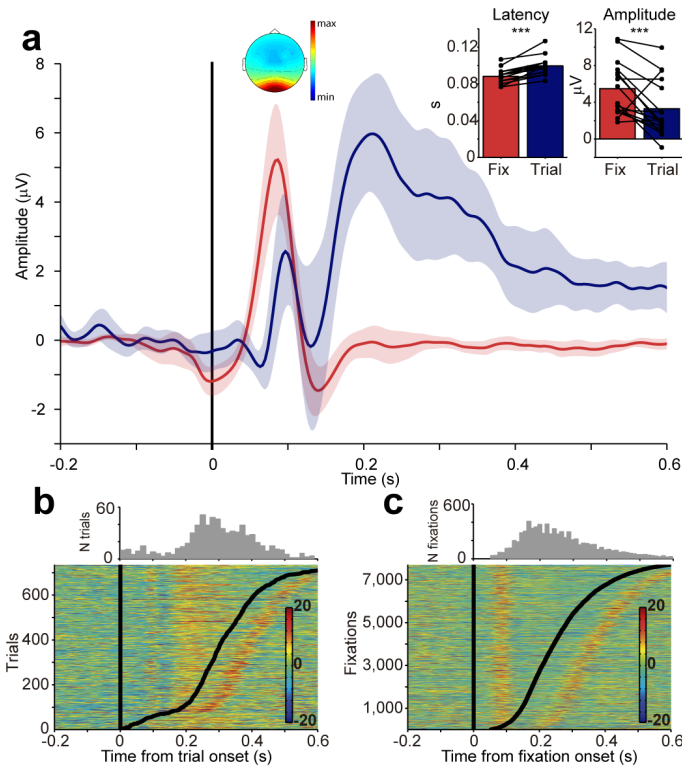 a
max
min
Latency
***
0.12
0.08
0.04
0
s
Fix
Trial
Amplitude
***
12
8
4
0
μV
Fix
Trial
8
6
4
2
0
-2
Amplitude (μV)
-0.2
0
0.2
0.4
0.6
Time (s)
b
60
0
N trials
600
400
200
0
Trials
20
0
-20
-0.2
0
0.2
0.4
0.6
Time from trial onset (s)
c
600
0
N fixations
7,000
5,000
3,000
1,000
Fixations
20
0
-20
-0.2
0
0.2
0.4
0.6
Time from fixation onset (s)